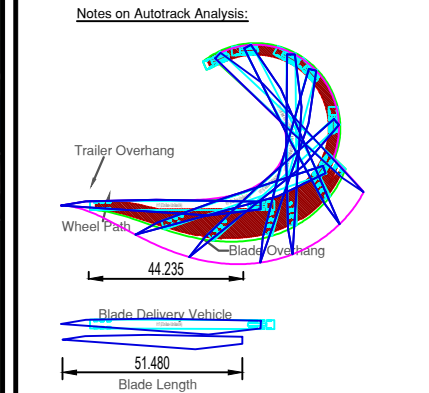 Notes on Autotrack Analysis:
Trailer Overhang
Wheel Path
Blade Overhang
44.235
Blade Delivery Vehicle
51.480
Blade Length